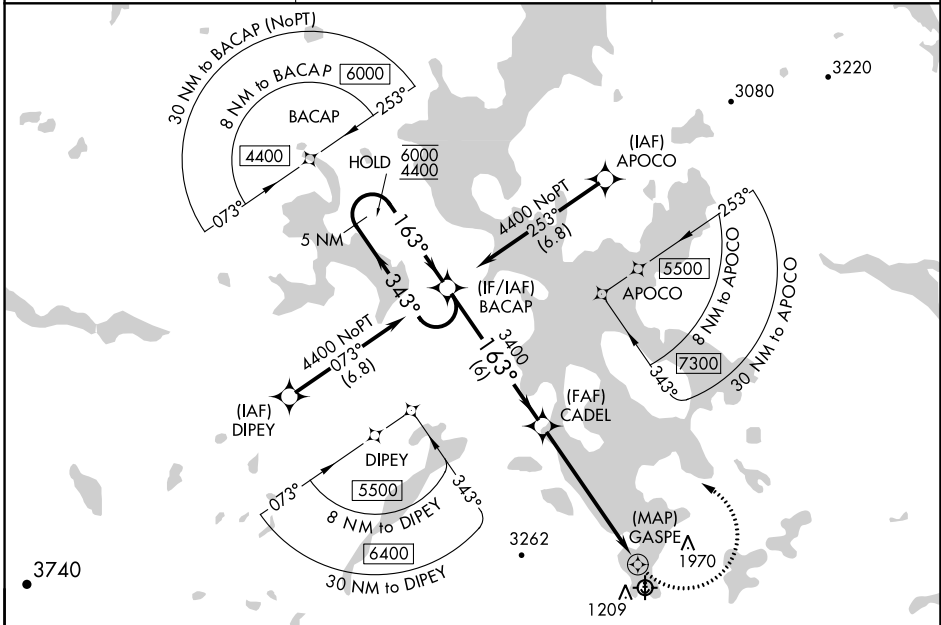 30 NM to BACAP (NoPT)
8 NM to BACAP
6000
BACAP
253°
4400
073°
HOLD
6000
4400
5 NM
163°
343°
(IF/IAF)
BACAP
(IAF)
APOCO
4400 NoPT
253°
(6.8)
3080
3220
253°
5500
APOCO
8 NM to APOCO
7300
343°
30 NM to APOCO
4400 NoPT
073°
(6.8)
(IAF)
DIPEY
3400
163°
(6)
(FAF)
CADEL
DIPEY
073°
5500
343°
8 NM to DIPEY
6400
30 NM to DIPEY
3262
(MAP)
GASPE
1970
1209
3740